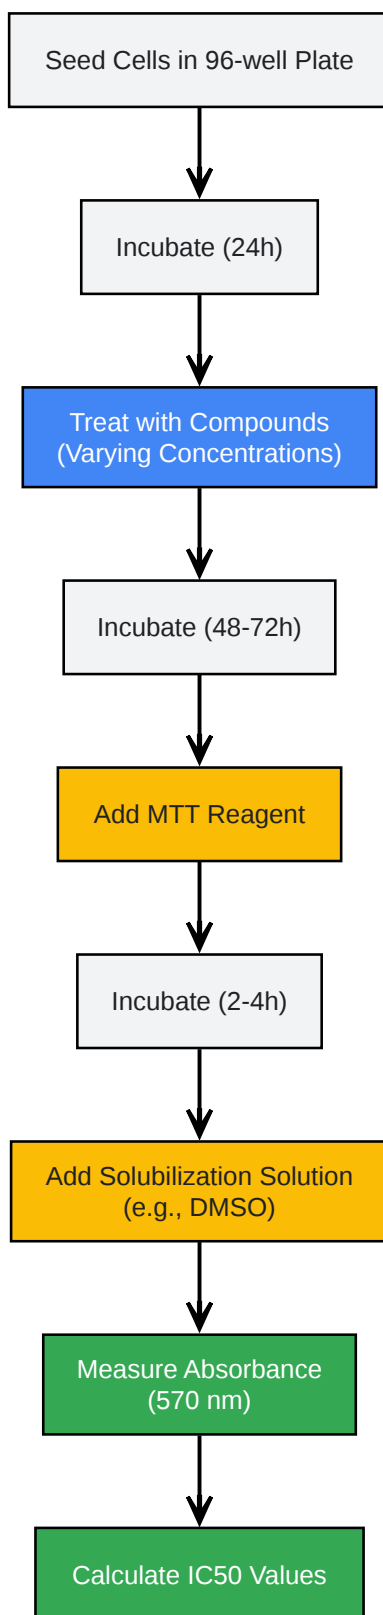 Seed Cells in 96-well Plate
Incubate (24h)
Treat with Compounds
(Varying Concentrations)
Incubate (48-72h)
Add MTT Reagent
Incubate (2-4h)
Add Solubilization Solution
(e.g., DMSO)
Measure Absorbance
(570 nm)
Calculate IC50 Values